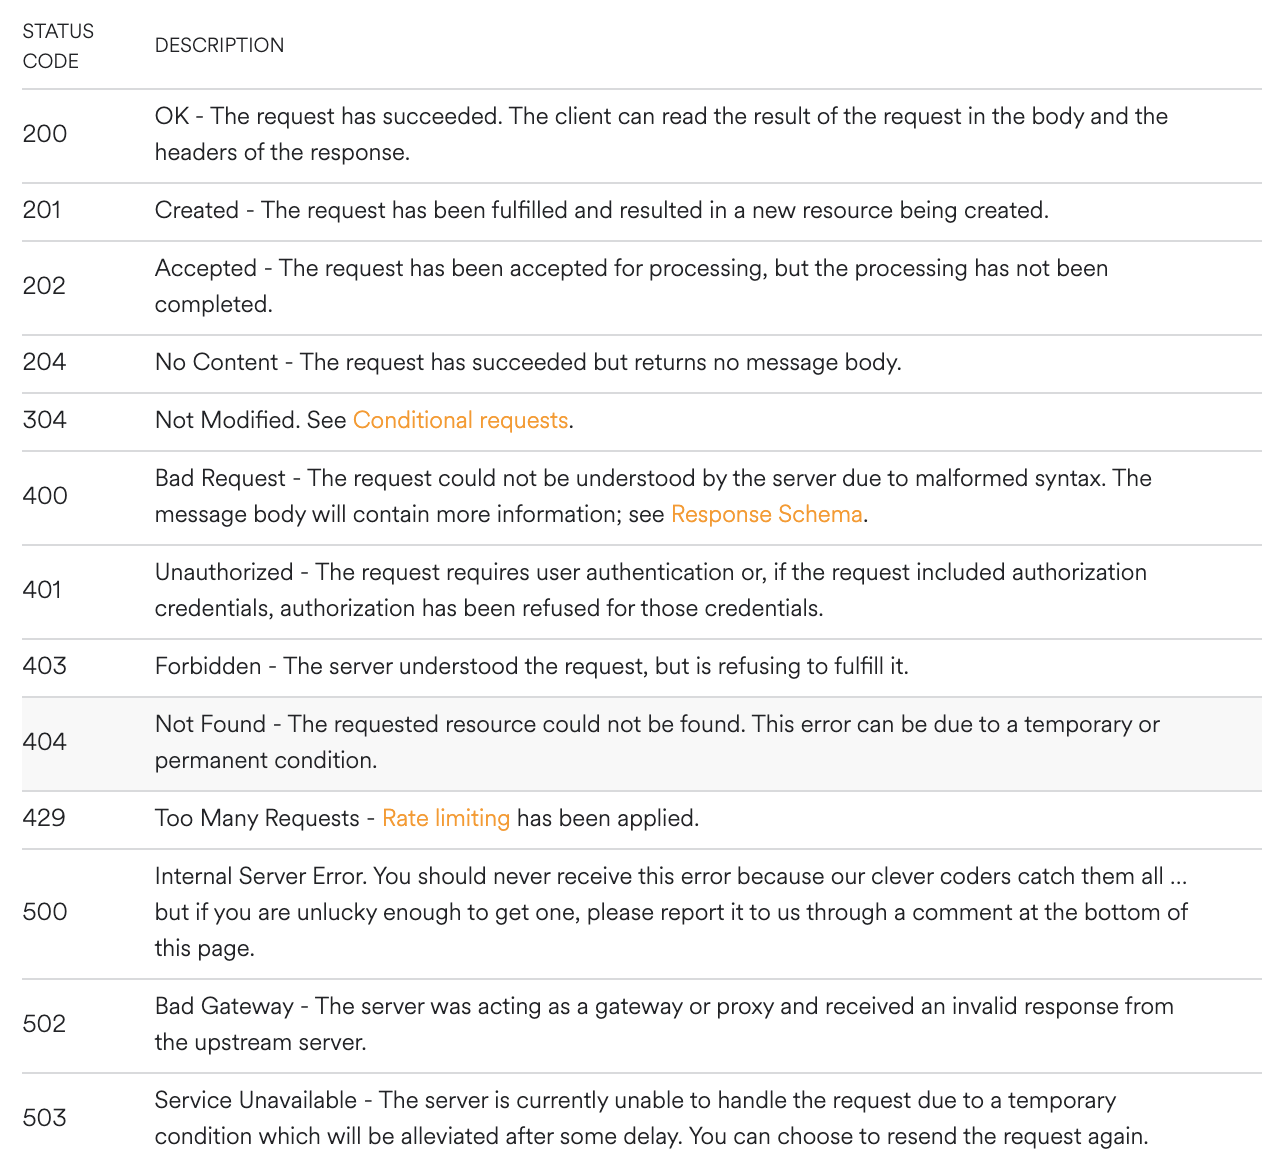 STATUS
CODE
DESCRIPTION
200
OK - The request has succeeded. The client can read the result of the request in the body and the
headers of the response.
201
Created - The request has been fulfilled and resulted in a new resource being created.
202
Accepted - The request has been accepted for processing, but the processing has not been
completed.
204
No Content - The request has succeeded but returns no message body.
304
Not Modified. See Conditional requests.
400
Bad Request - The request could not be understood by the server due to malformed syntax. The
message body will contain more information; see Response Schema.
401
Unauthorized - The request requires user authentication or, if the request included authorization
credentials, authorization has been refused for those credentials.
403
Forbidden - The server understood the request, but is refusing to fulfill it.
404
Not Found - The requested resource could not be found. This error can be due to a temporary or
permanent condition.
429
Too Many Requests - Rate limiting has been applied.
500
Internal Server Error. You should never receive this error because our clever coders catch them all ...
but if you are unlucky enough to get one, please report it to us through a comment at the bottom of
this page.
502
Bad Gateway - The server was acting as a gateway or proxy and received an invalid response from
the upstream server.
503
Service Unavailable - The server is currently unable to handle the request due to a temporary
condition which will be alleviated after some delay. You can choose to resend the request again.